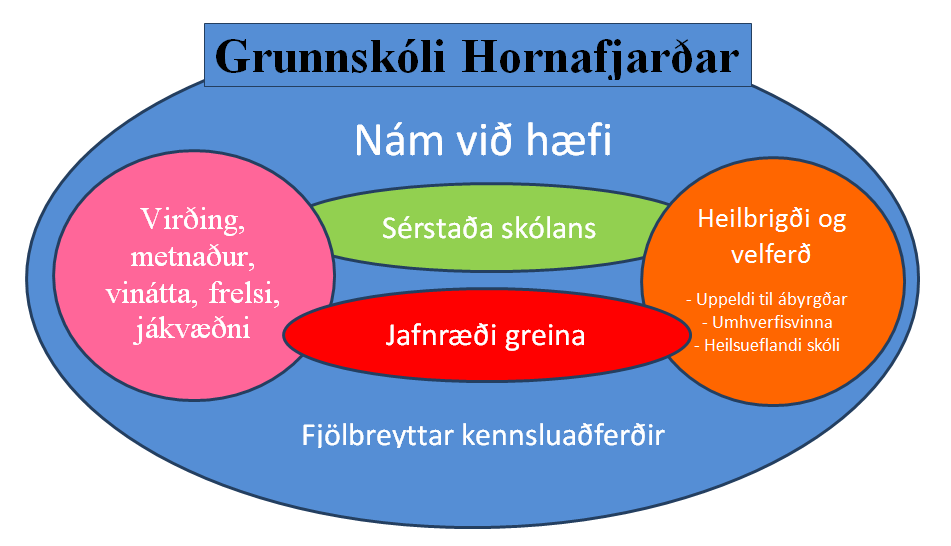 Grunnskóli Hornafjarðar
Nám við hæfi
Virðing,
metnaður,
vinátta, frelsi,
jákvæðni
Sérstaða skólans
Jafnræði greina
Heilbrigði og
velferð
- Uppeldi til ábyrgðar
- Umhverfisvinna
- Heilsueflandi skóli
Fjölbreyttar kennsluaðferðir